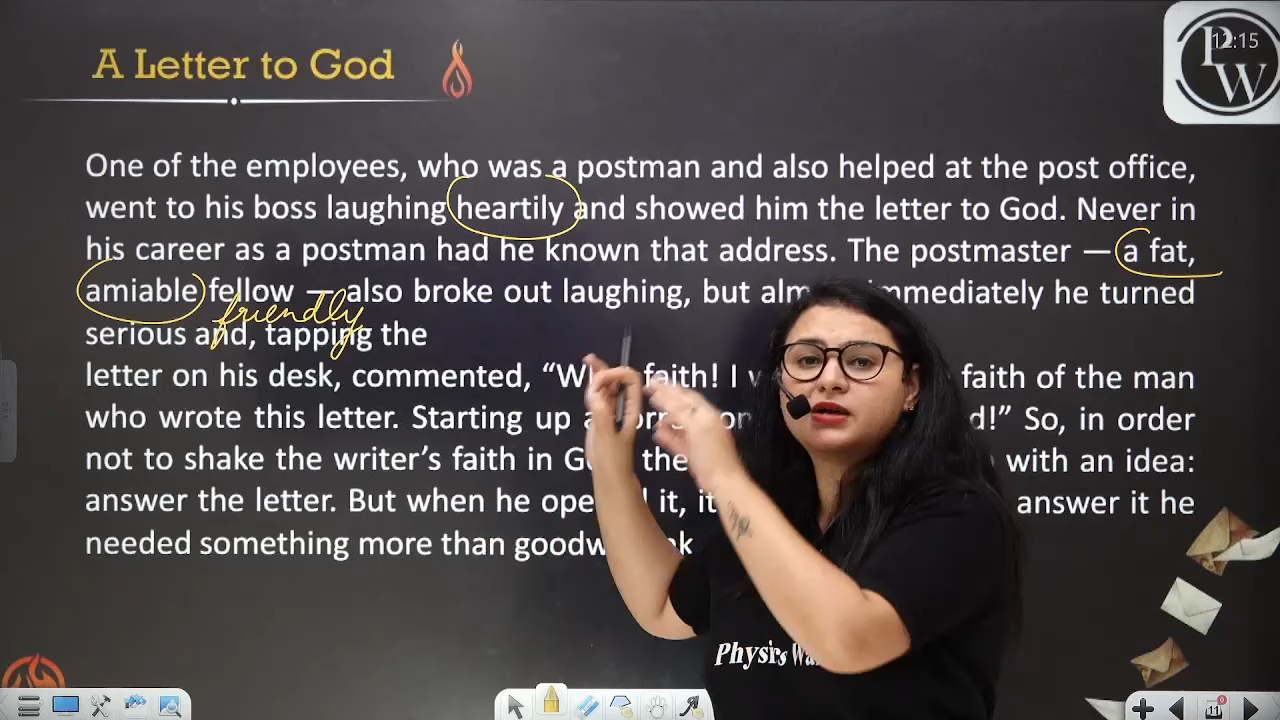 A Letter to God
12:15
PW
One of the employees, who was a postman and also helped at the post office,
went to his boss laughing heartily and showed him the letter to God. Never in
his career as a postman had he known that address. The postmaster — a fat,
amiable fellow — also broke out laughing, but immediately he turned
friendly
serious and, tapping the
letter on his desk, commented, “W faith! I faith of the man
who wrote this letter. Starting up a d!” So, in order
not to shake the writer’s faith in the with an idea:
answer the letter. But when he it, it answer it he
needed something more than
Physics
11